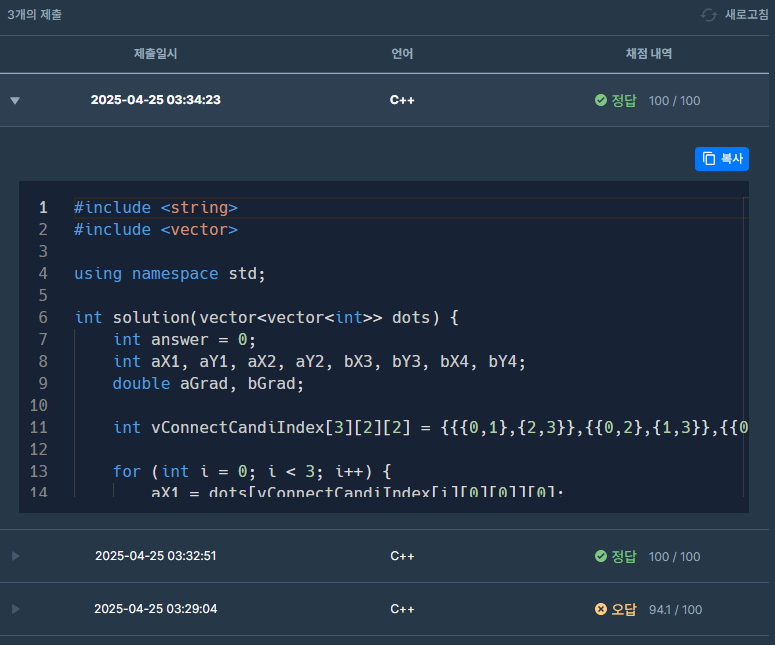 3개의 제출 새로고침
제출일시 언어 채점 내역
2025-04-25 03:34:23 C++ 정답 100 / 100
복사
1 #include <string>
2 #include <vector>
3
4 using namespace std;
5
6 int solution(vector<vector<int>> dots) {
7 int answer = 0;
8 int aX1, aY1, aX2, aY2, bX3, bY3, bX4, bY4;
9 double aGrad, bGrad;
10
11 int vConnectCandiIndex[3][2][2] = {{{0,1},{2,3}},{{0,2},{1,3}},{{0
12
13 for (int i = 0; i < 3; i++) {
14 aX1 = dots[vConnectCandiIndex[i][0][0]][0];
2025-04-25 03:32:51 C++ 정답 100 / 100
2025-04-25 03:29:04 C++ 오답 94.1 / 100